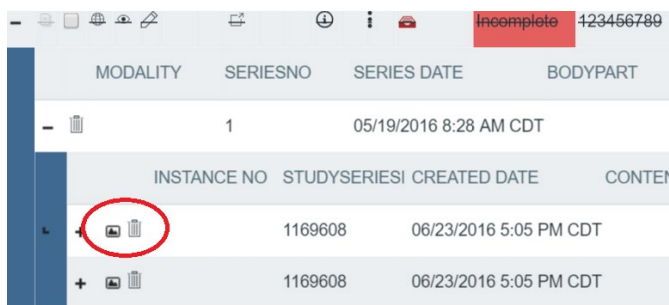 Incomplete 123456789
MODALITY SERIESNO SERIES DATE BODYPART
1 05/19/2016 8:28 AM CDT
INSTANCE NO STUDYSERIESI CREATED DATE CONTEN
1169608 06/23/2016 5:05 PM CDT
1169608 06/23/2016 5:05 PM CDT